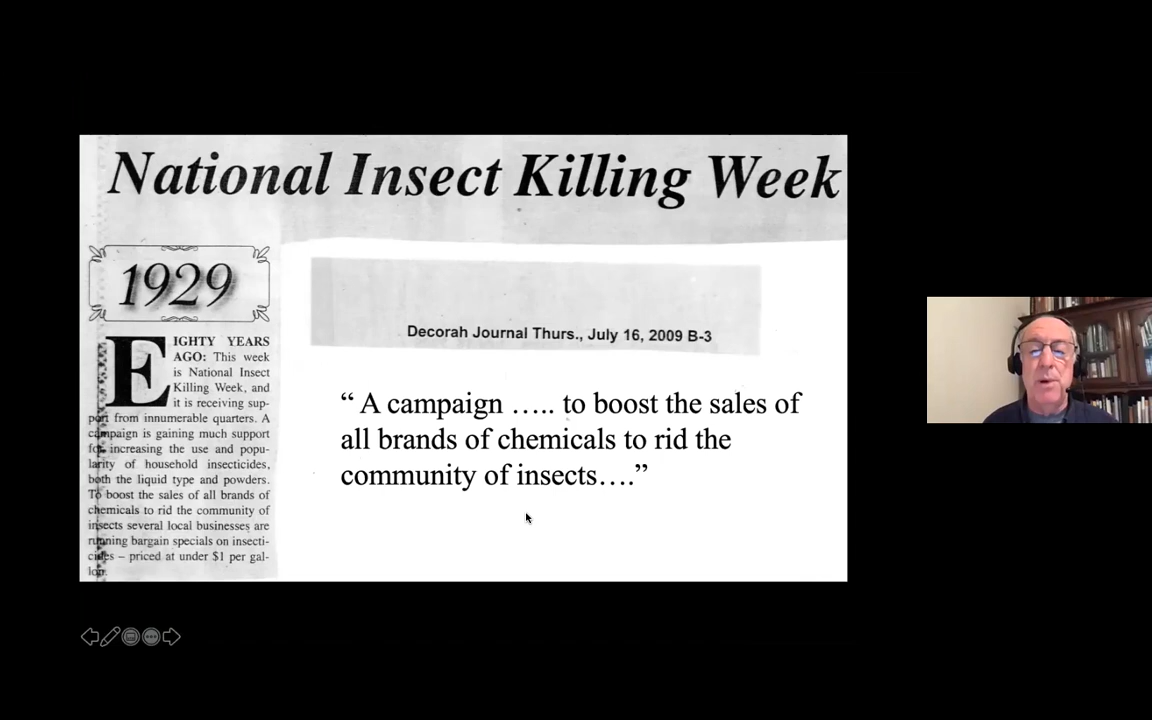 National Insect Killing Week
1929
EIGHTY YEARS
AGO: This week
is National Insect
Killing Week, and
it is receiving sup-
port from innumerable quarters. A
campaign is gaining much support
for increasing the use and popu-
larity of household insecticides,
both the liquid type and powders.
To boost the sales of all brands of
chemicals to rid the community of
insects several local businesses are
running bargain specials on insecti-
cides – priced at under $1 per gal-
lon.
Decorah Journal Thurs., July 16, 2009 B-3
“ A campaign ….. to boost the sales of
all brands of chemicals to rid the
community of insects….”